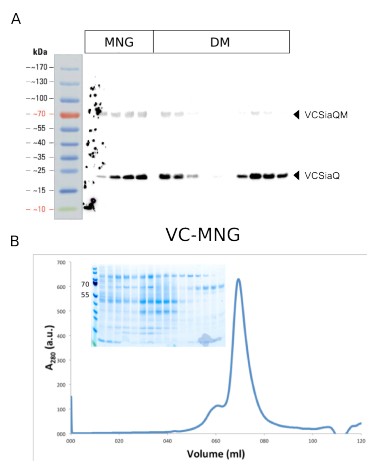 A
MNG DM
kDa
~170
~130
~100
~70
VCSiaQM
~55
~40
~35
~25
VCSiaQ
~15
~10
B
VC-MNG
700
600
500
400
300
200
100
000
70
55
A280 (a.u.)
000 020 040 060 080 100 120
Volume (ml)